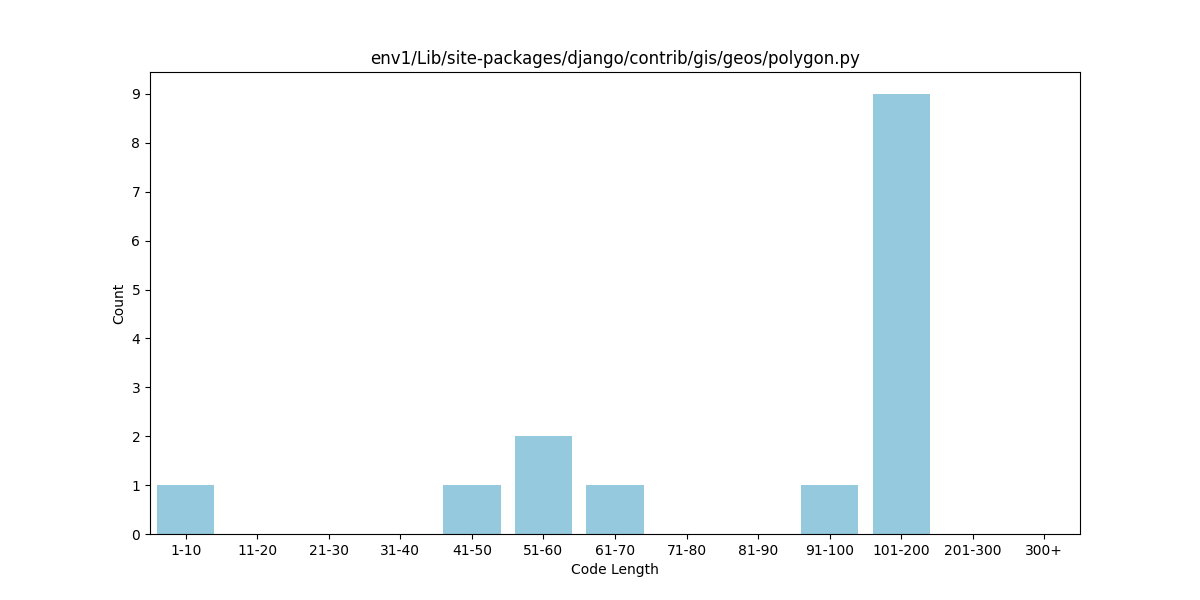 env1/Lib/site-packages/django/contrib/gis/geos/polygon.py
9
8
7
6
5
4
3
2
1
0
Count
1-10 11-20 21-30 31-40 41-50 51-60 61-70 71-80 81-90 91-100 101-200 201-300 300+
Code Length